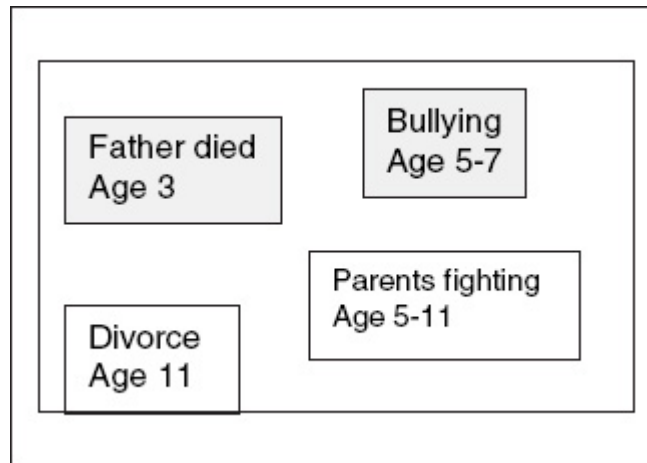 Father died
Age 3
Bullying
Age 5-7
Parents fighting
Age 5-11
Divorce
Age 11